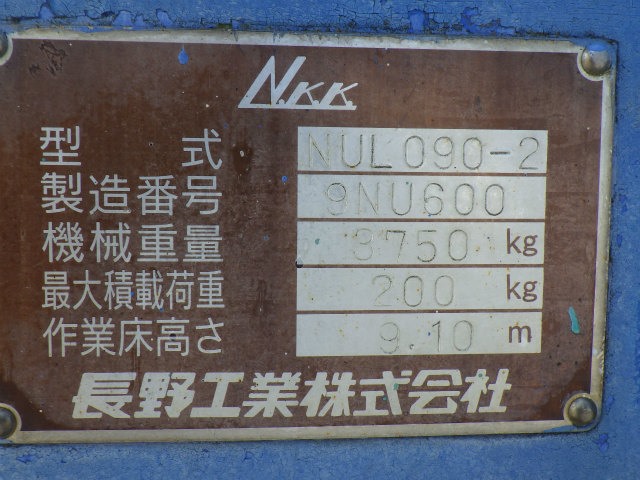 N.K.K.
型式 NUL090-2
製造番号 9NU600
機械重量 3750 kg
最大積載荷重 200 kg
作業床高さ 9.10 m
長野工業株式会社